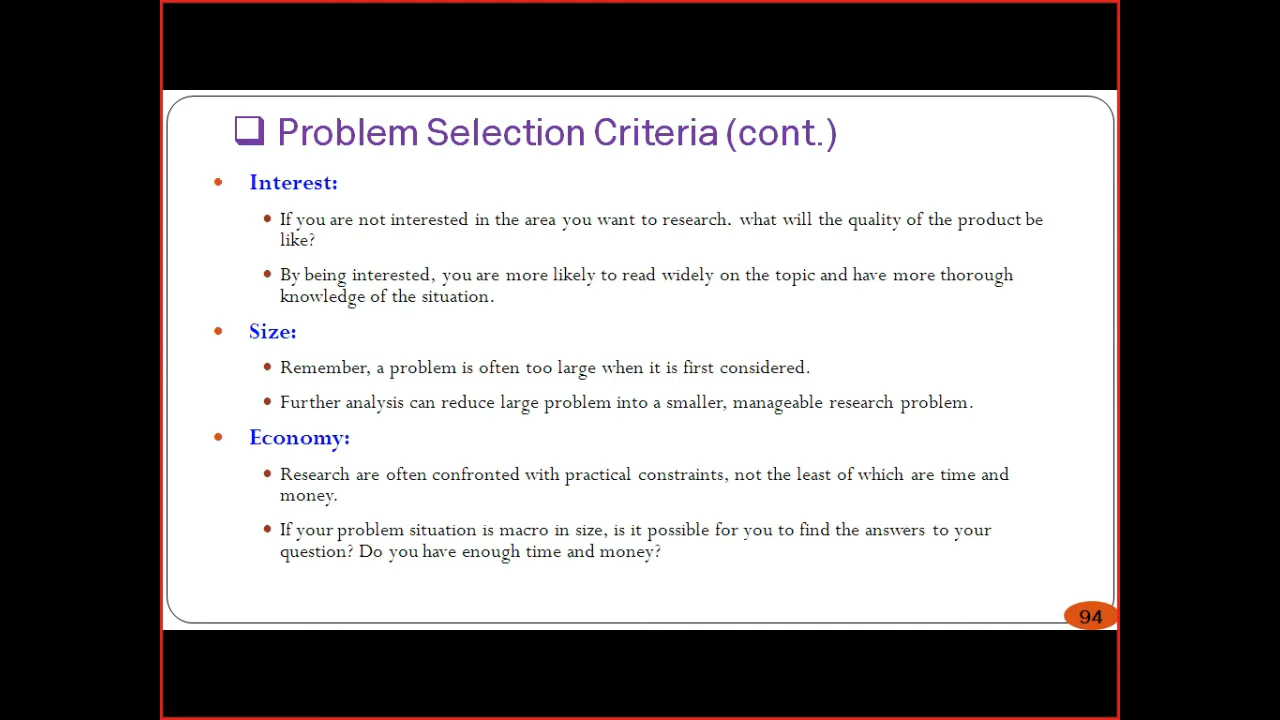 ❑ Problem Selection Criteria (cont.)
• Interest:
• If you are not interested in the area you want to research. what will the quality of the product be
like?
• By being interested, you are more likely to read widely on the topic and have more thorough
knowledge of the situation.
• Size:
• Remember, a problem is often too large when it is first considered.
• Further analysis can reduce large problem into a smaller, manageable research problem.
• Economy:
• Research are often confronted with practical constraints, not the least of which are time and
money.
• If your problem situation is macro in size, is it possible for you to find the answers to your
question? Do you have enough time and money?
94